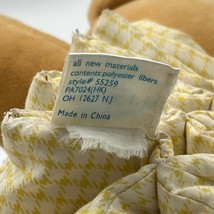 all new materials
contents polyester fibers
style# 55259
PA7024(HK)
OH 12627 N.J
Made in China